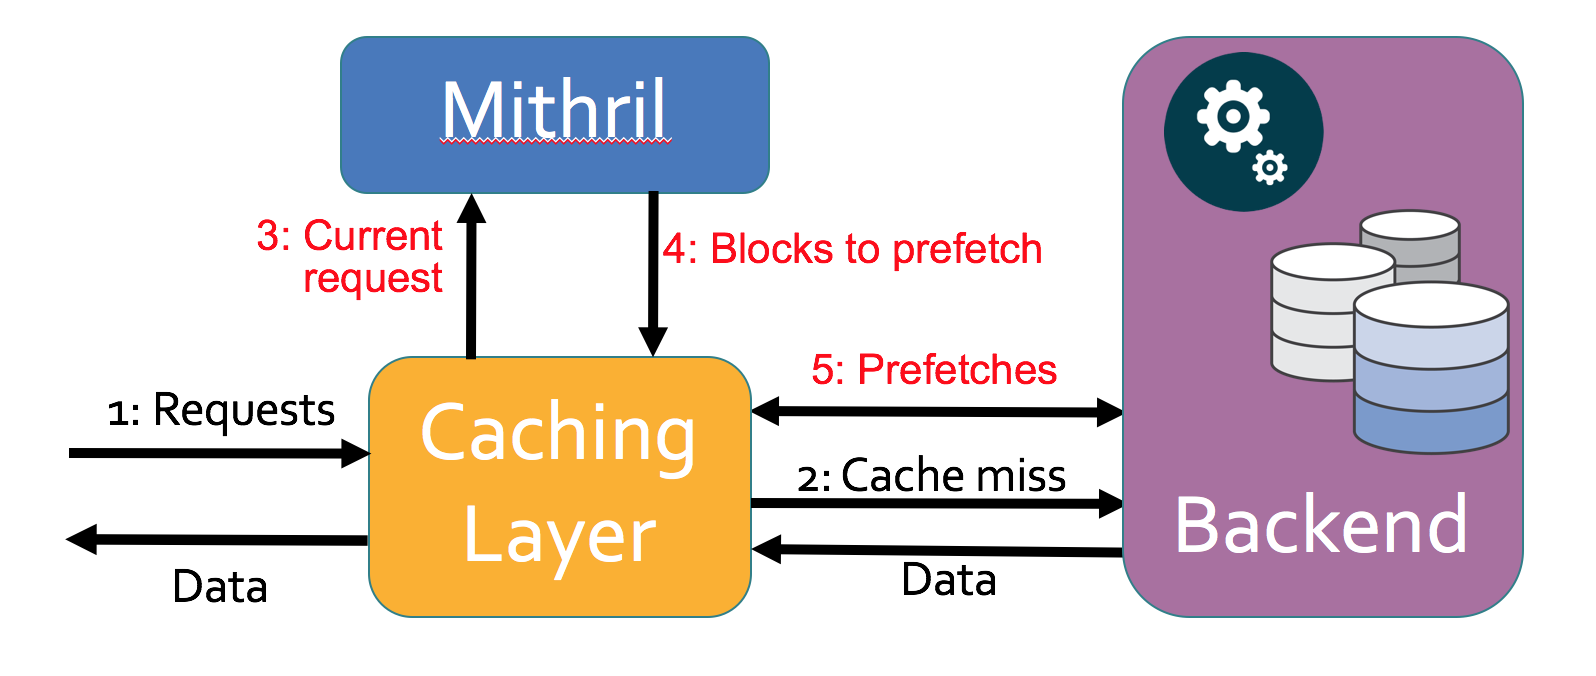 Mithril
3: Current
request
4: Blocks to prefetch
5: Prefetches
1: Requests
Caching
Layer
2: Cache miss
Backend
Data
Data